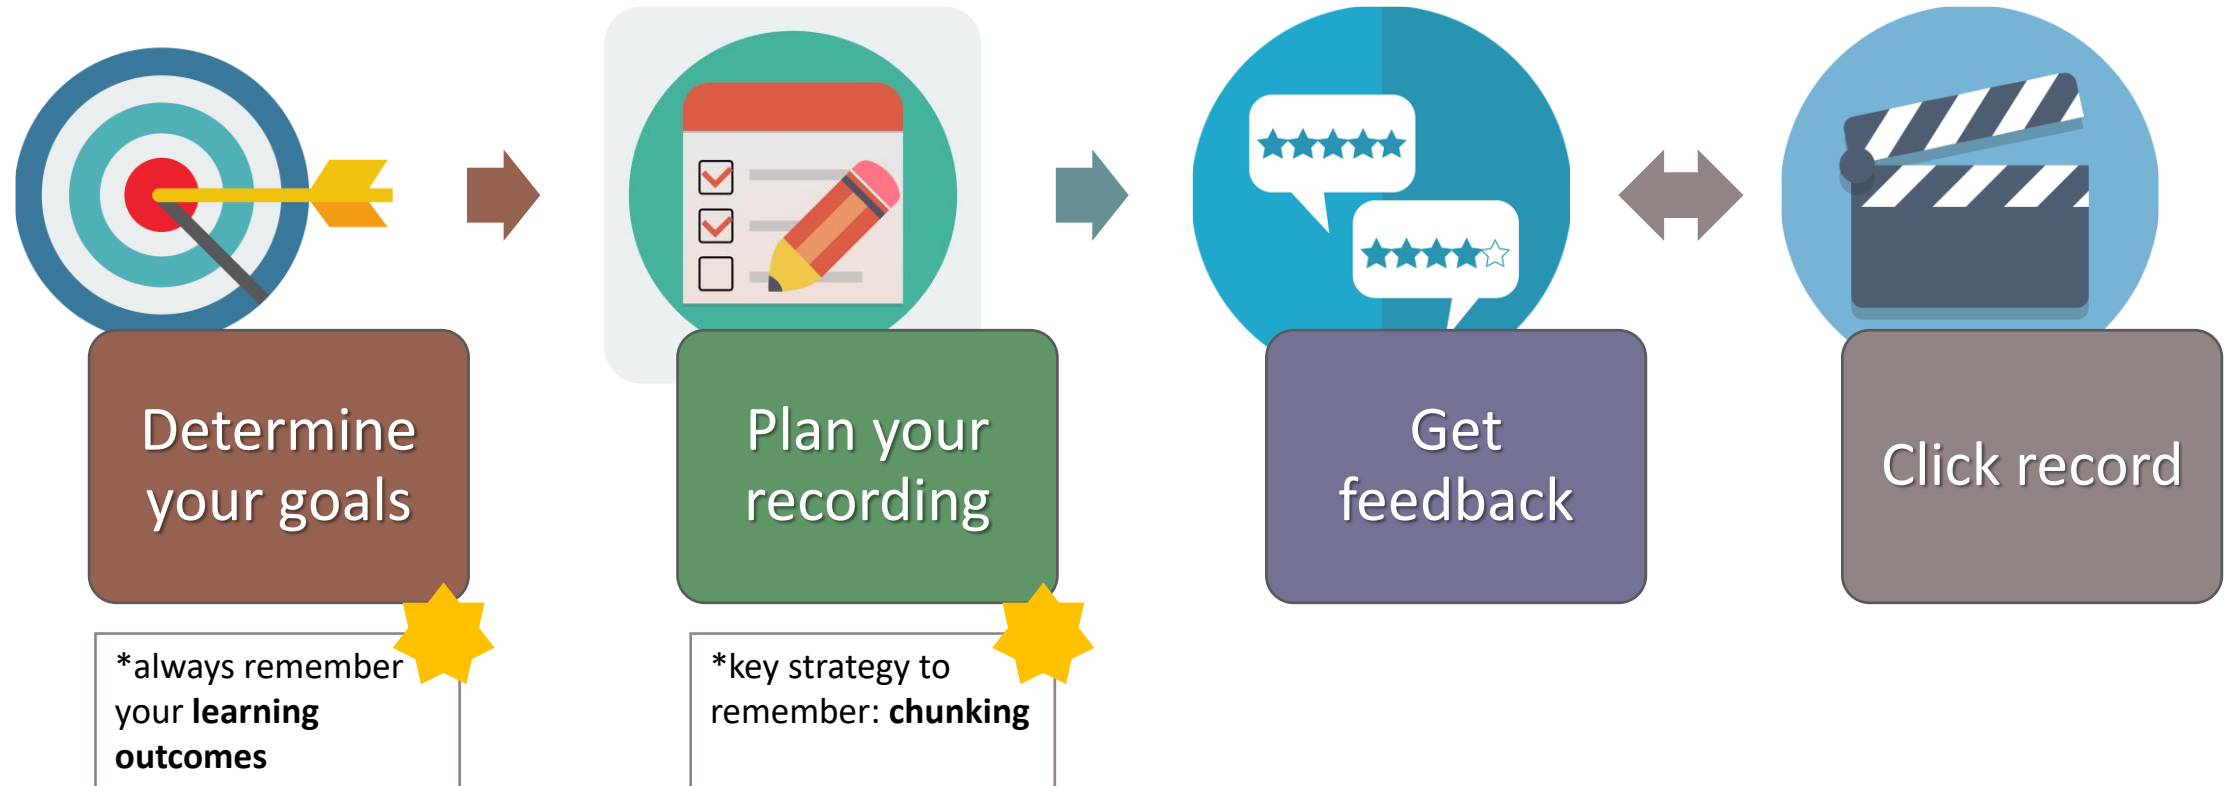 Determine
your goals
Plan your
recording
Get
feedback
Click record
*always remember
your learning
outcomes
*key strategy to
remember: chunking